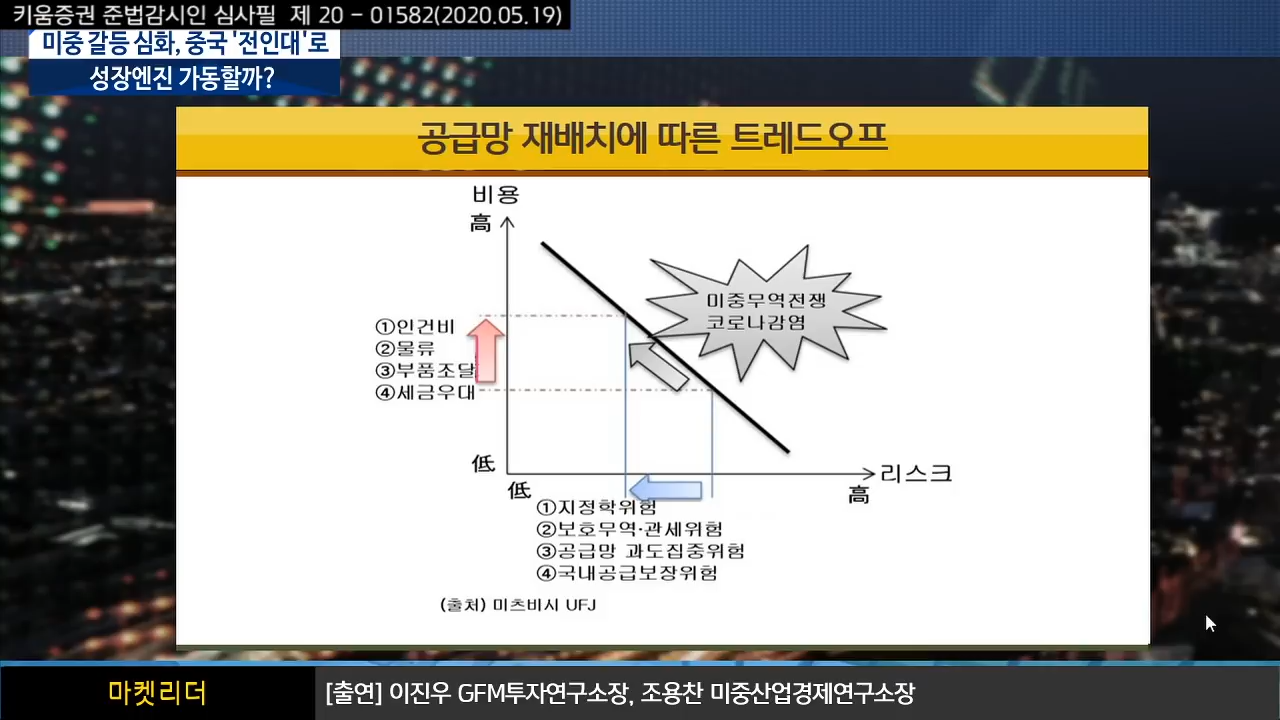 키움증권 준법감시인 심사필 제 20 - 01582(2020.05.19)
미중 갈등 심화, 중국 '전인대'로
성장엔진 가동할까?
공급망 재배치에 따른 트레드오프
비용
高
미중무역전쟁
코로나감염
①인건비
②물류
③부품조달
④세금우대
低
低
高
리스크
①지정학위험
②보호무역·관세위험
③공급망 과도집중위험
④국내공급보장위험
(출처) 미츠비시 UFJ
마켓리더
[출연] 이진우 GFM투자연구소장, 조용찬 미중산업경제연구소장